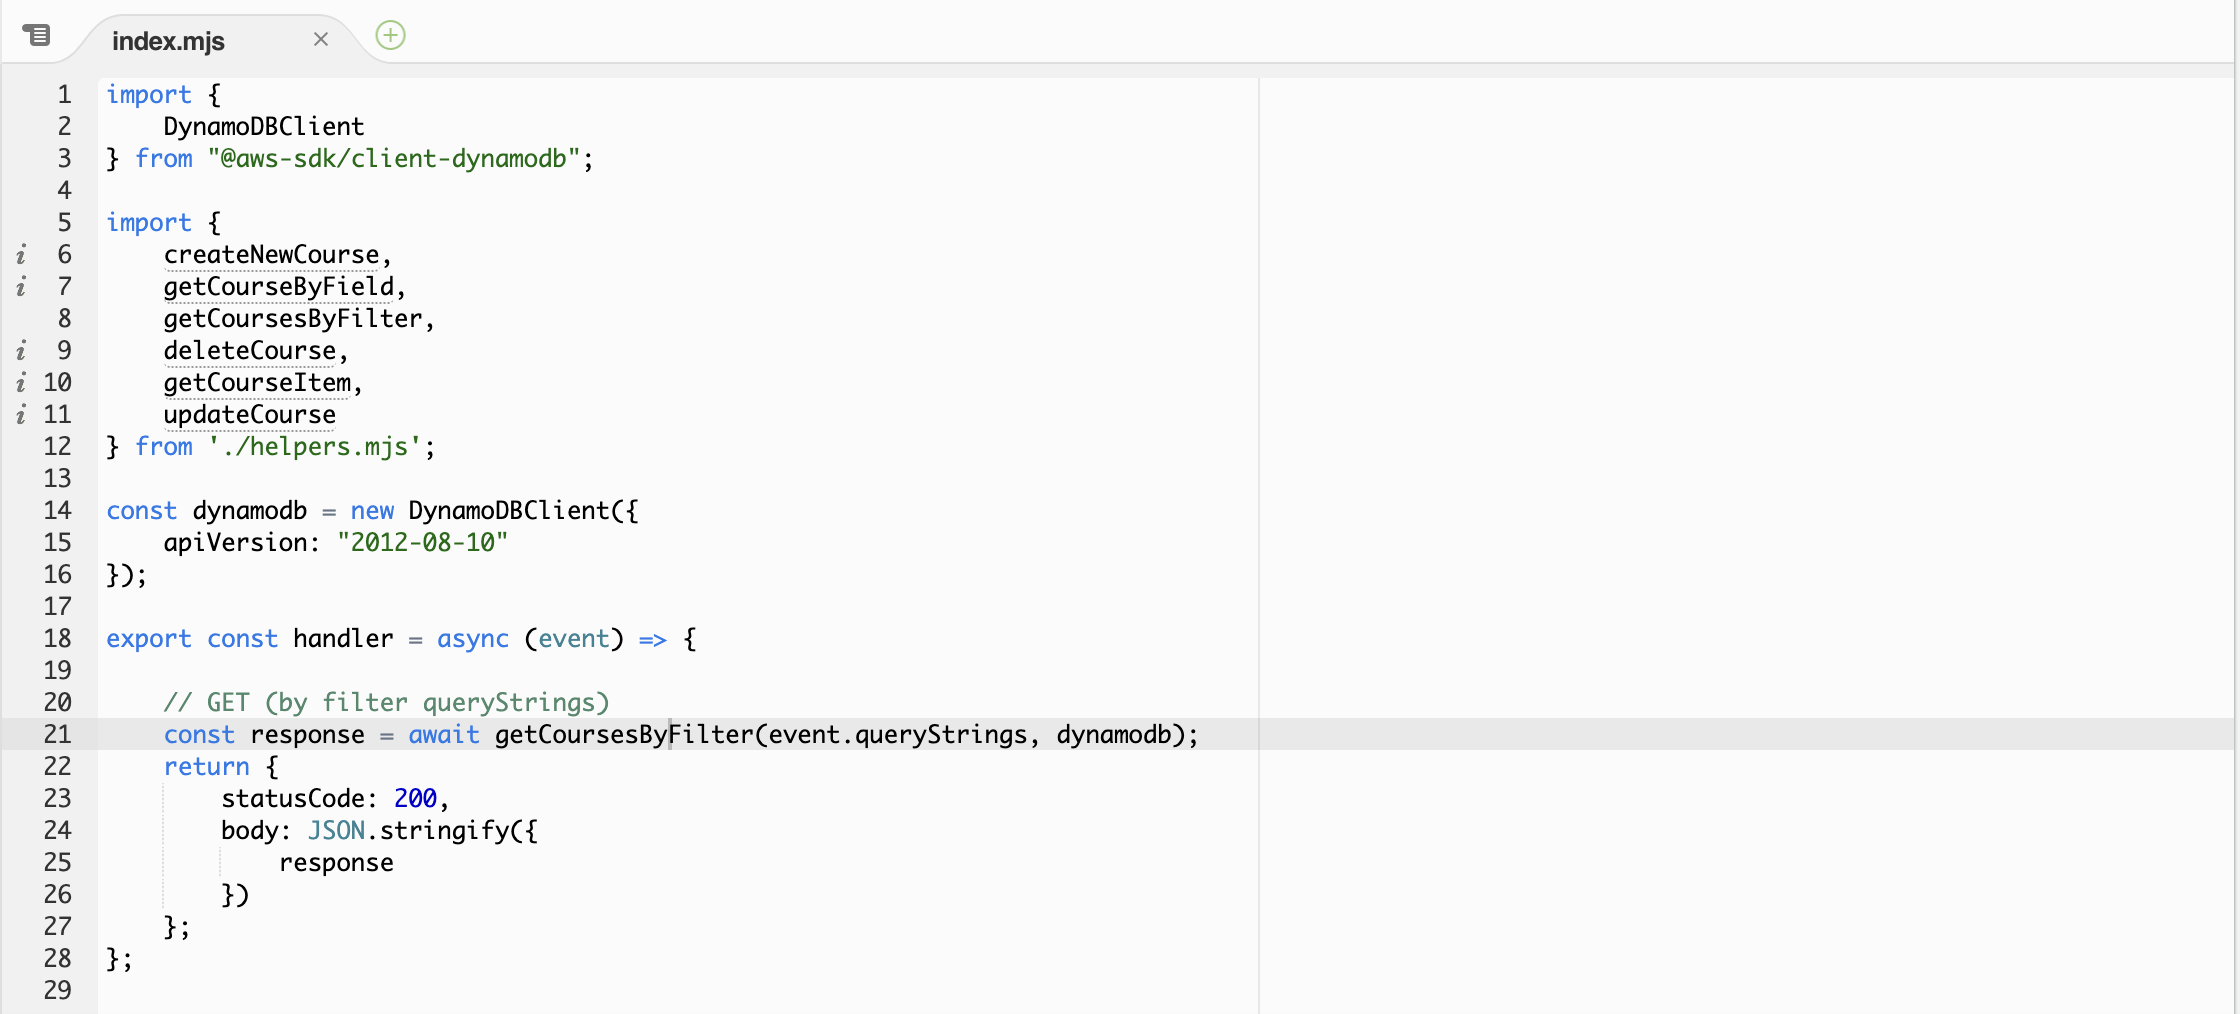 index.mjs
1 import {
2     DynamoDBClient
3 } from "@aws-sdk/client-dynamodb";
4
5 import {
i 6     createNewCourse,
i 7     getCourseByField,
8     getCoursesByFilter,
i 9     deleteCourse,
i 10     getCourseItem,
i 11     updateCourse
12 } from './helpers.mjs';
13
14 const dynamodb = new DynamoDBClient({
15     apiVersion: "2012-08-10"
16 });
17
18 export const handler = async (event) => {
19
20     // GET (by filter queryStrings)
21     const response = await getCoursesByFilter(event.queryStrings, dynamodb);
22     return {
23         statusCode: 200,
24         body: JSON.stringify({
25             response
26         })
27     };
28 };
29